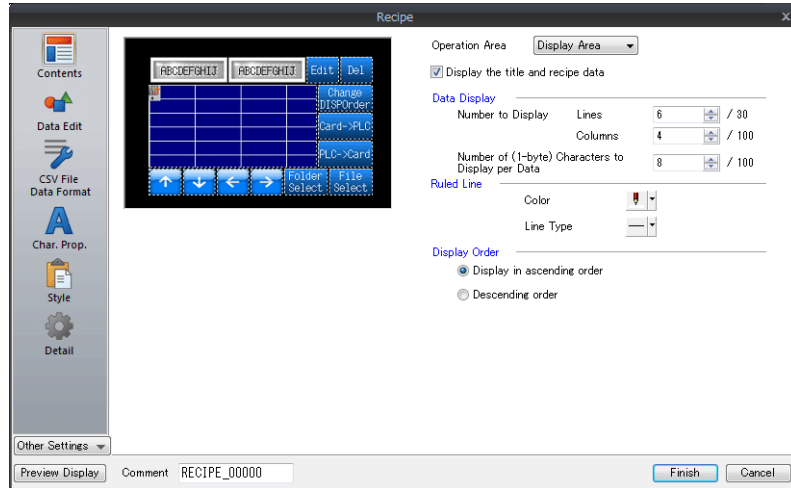 Recipe
Contents
Data Edit
CSV File
Data Format
Char. Prop.
Style
Detail
Other Settings
ABCDEFGHIJ ABCDEFGHIJ Edit Del
Change
DISPOrder
Card->PLC
PLC->Card
Folder
Select
File
Select
Operation Area Display Area
Display the title and recipe data
Data Display
Number to Display Lines 6 / 30
Columns 4 / 100
Number of (1-byte) Characters to
Display per Data 8 / 100
Ruled Line
Color
Line Type
Display Order
Display in ascending order
Descending order
Preview Display Comment RECIPE_00000 Finish Cancel